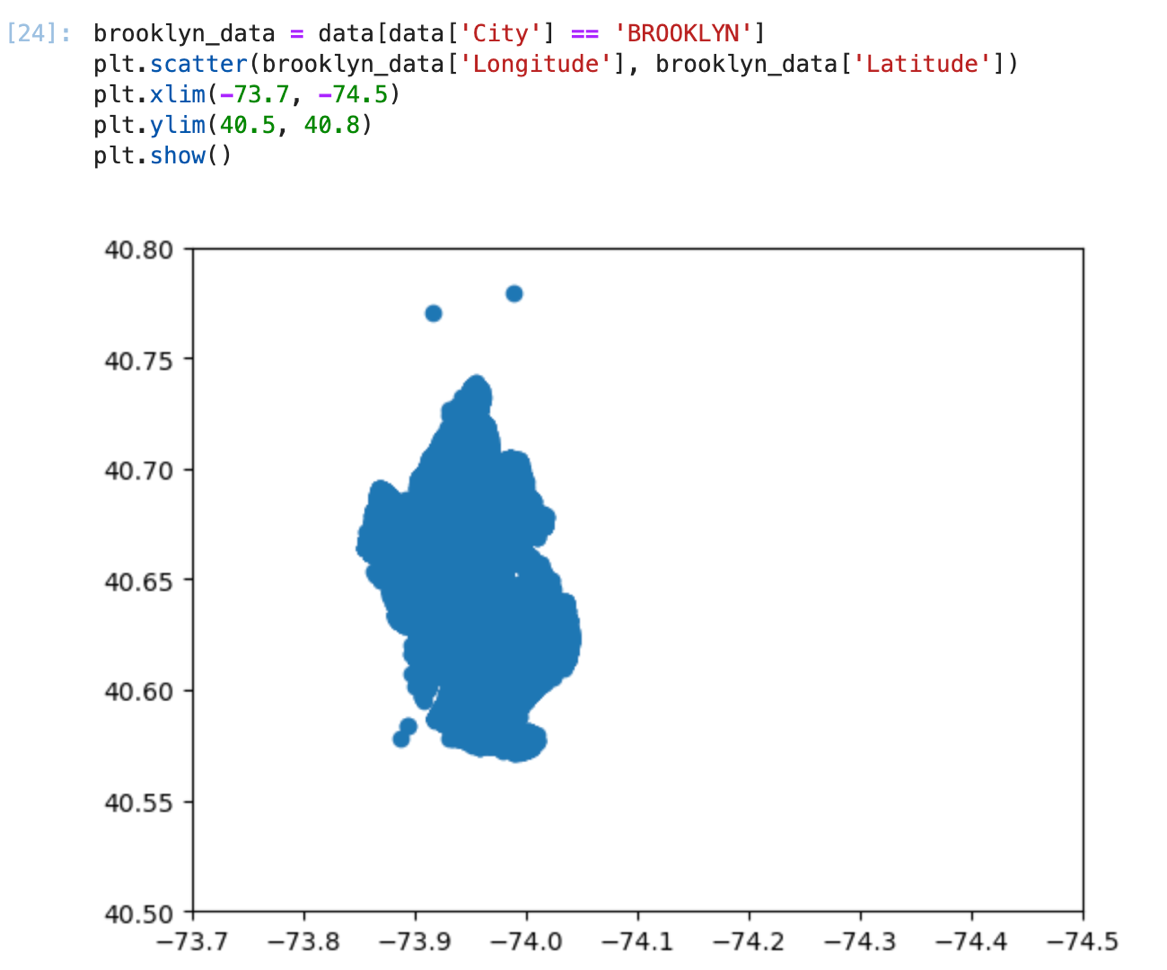 [24]: brooklyn_data = data[data['City'] == 'BROOKLYN']
plt.scatter(brooklyn_data['Longitude'], brooklyn_data['Latitude'])
plt.xlim(−73.7, −74.5)
plt.ylim(40.5, 40.8)
plt.show()
40.80
40.75
40.70
40.65
40.60
40.55
40.50
−73.7 −73.8 −73.9 −74.0 −74.1 −74.2 −74.3 −74.4 −74.5